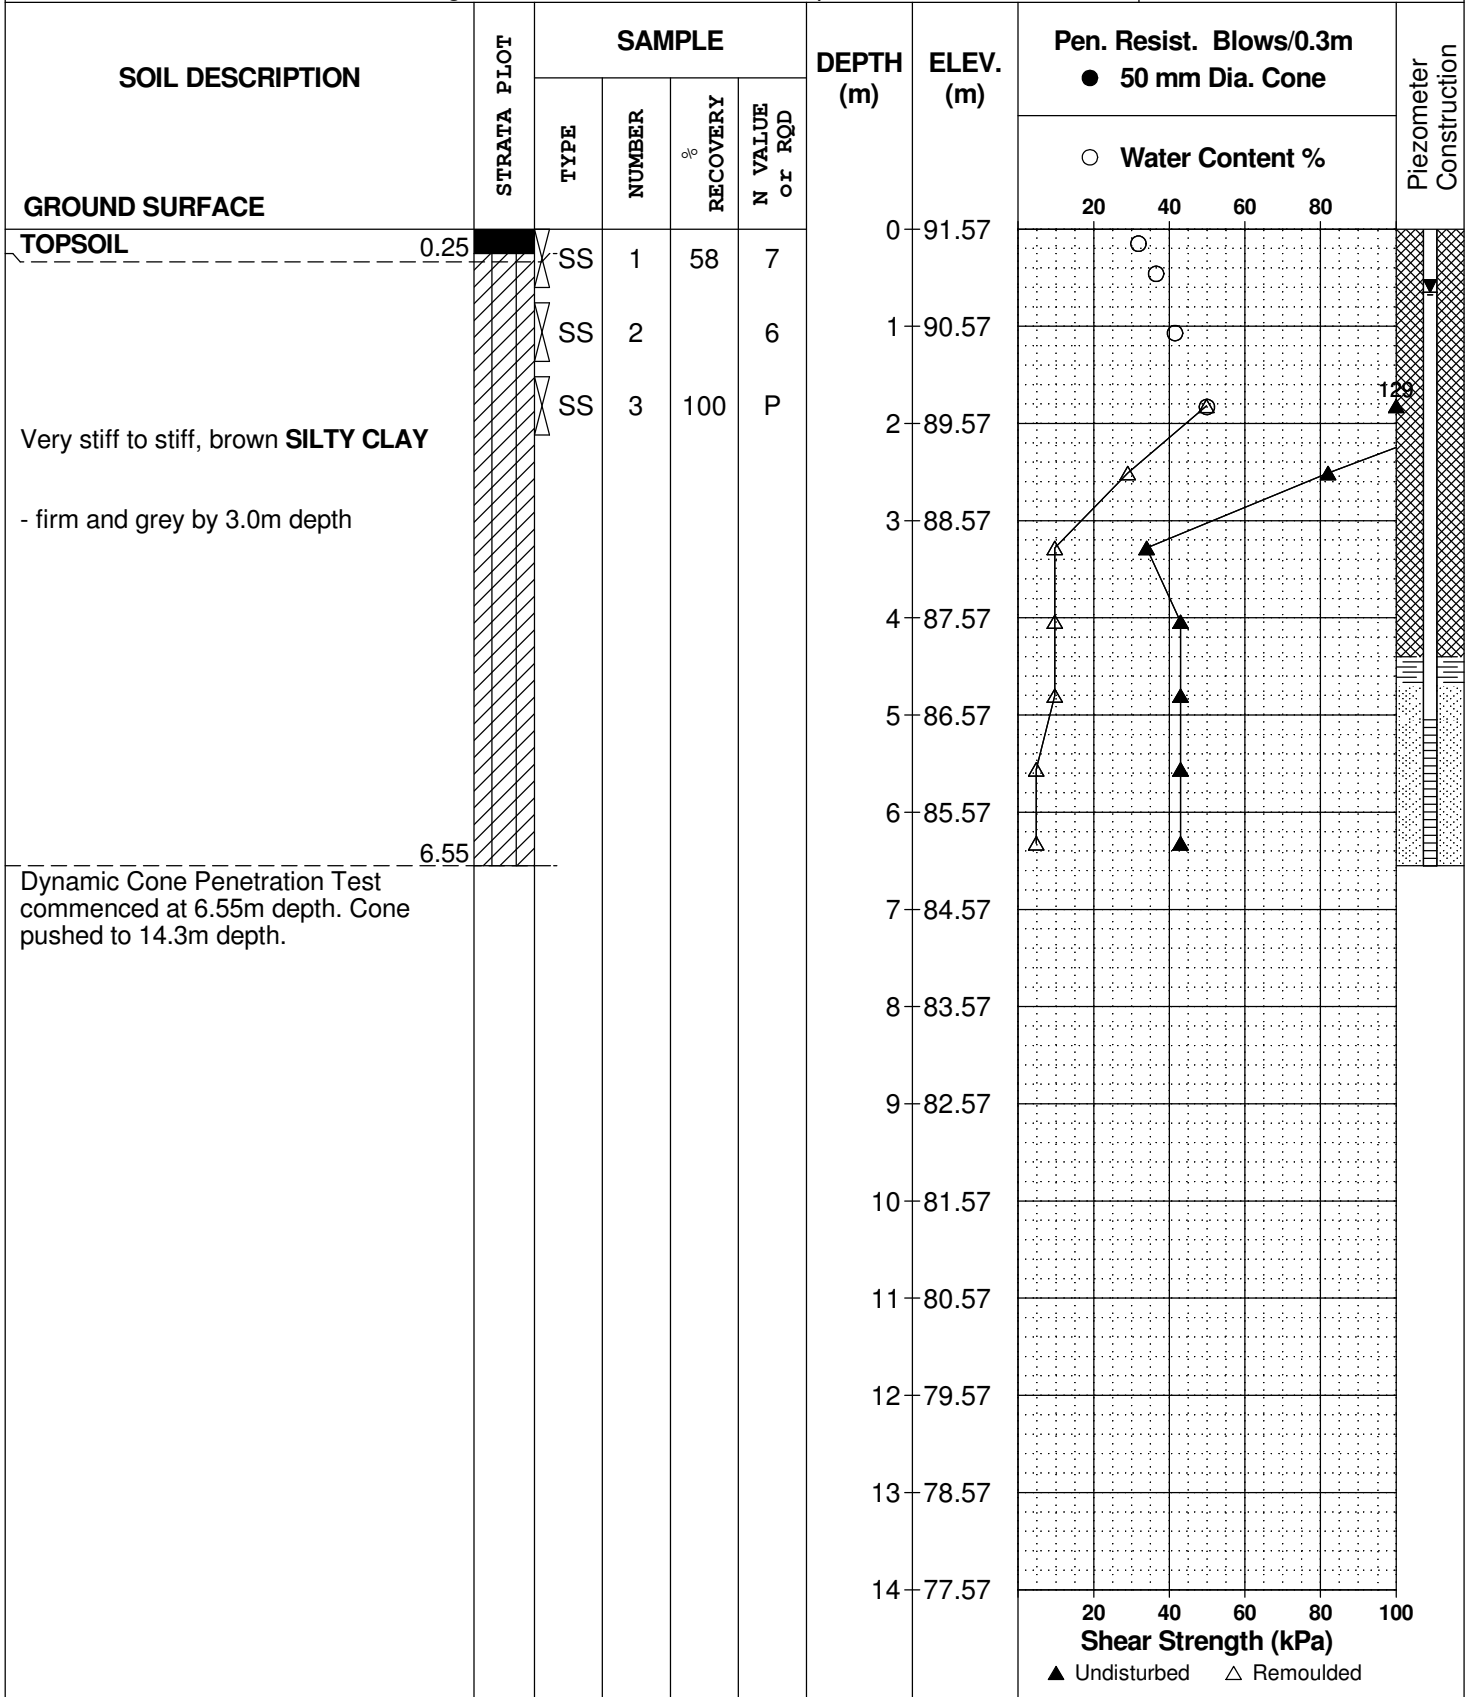 SOIL DESCRIPTION
GROUND SURFACE
STRATA PLOT
SAMPLE
TYPE
NUMBER
% RECOVERY
N VALUE
or RQD
DEPTH
(m)
ELEV.
(m)
Pen. Resist. Blows/0.3m
● 50 mm Dia. Cone
○ Water Content %
20 40 60 80
Piezometer
Construction
TOPSOIL 0.25
SS 1 58 7
SS 2 6
SS 3 100 P
Very stiff to stiff, brown SILTY CLAY
- firm and grey by 3.0m depth
6.55
Dynamic Cone Penetration Test
commenced at 6.55m depth. Cone
pushed to 14.3m depth.
0 91.57
1 90.57
129
2 89.57
3 88.57
4 87.57
5 86.57
6 85.57
7 84.57
8 83.57
9 82.57
10 81.57
11 80.57
12 79.57
13 78.57
14 77.57
20 40 60 80 100
Shear Strength (kPa)
▲ Undisturbed △ Remoulded